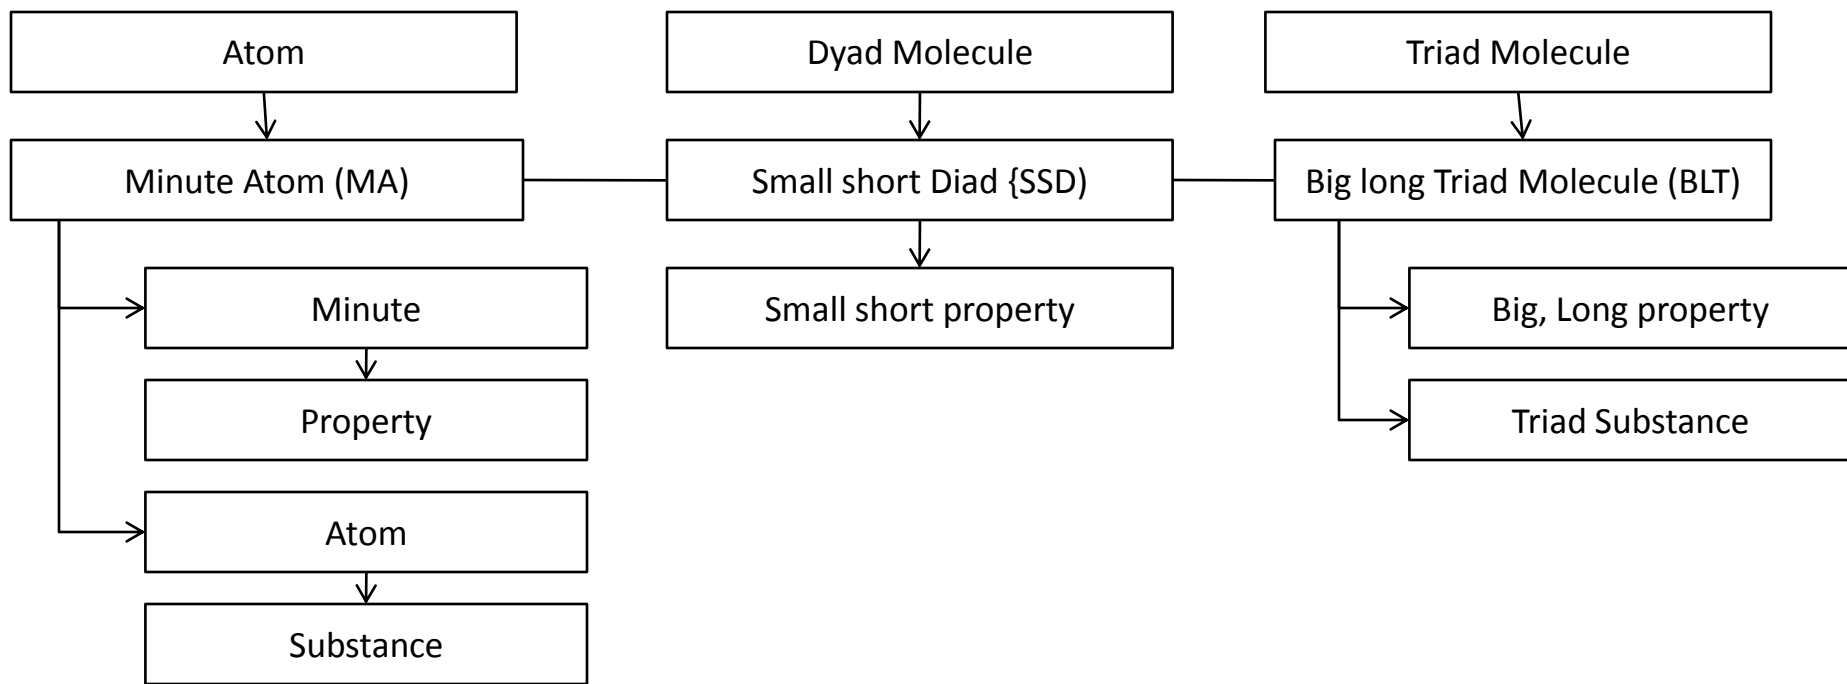 Atom
Dyad Molecule
Triad Molecule
Minute Atom (MA)
Small short Diad {SSD)
Big long Triad Molecule (BLT)
Minute
Small short property
Big, Long property
Property
Triad Substance
Atom
Substance